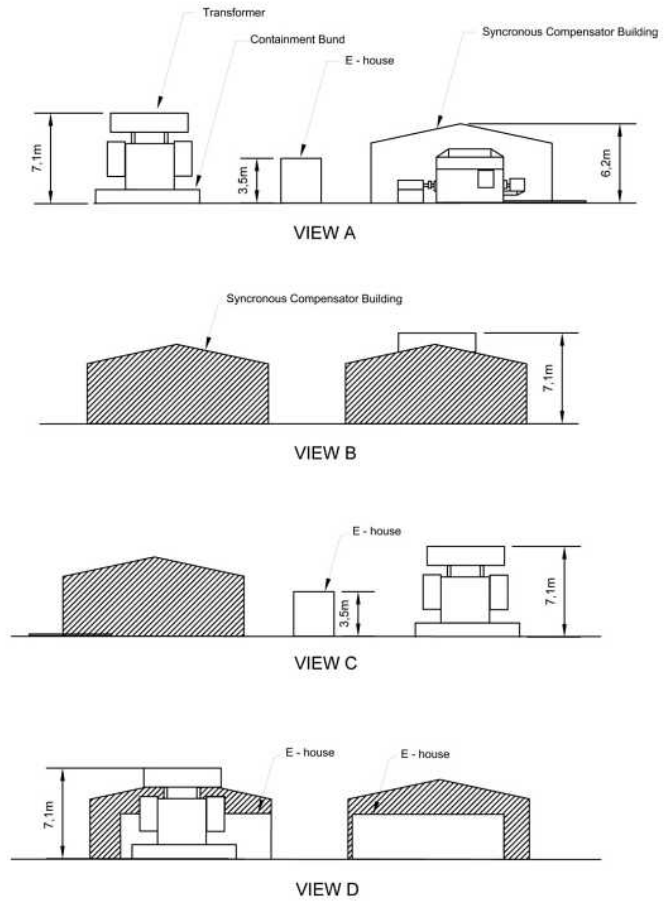 Transformer
Containment Bund
E - house
Syncronous Compensator Building
7,1m
3,5m
6,2m
VIEW A
Syncronous Compensator Building
7,1m
VIEW B
E - house
3,5m
7,1m
VIEW C
E - house
E - house
7,1m
VIEW D